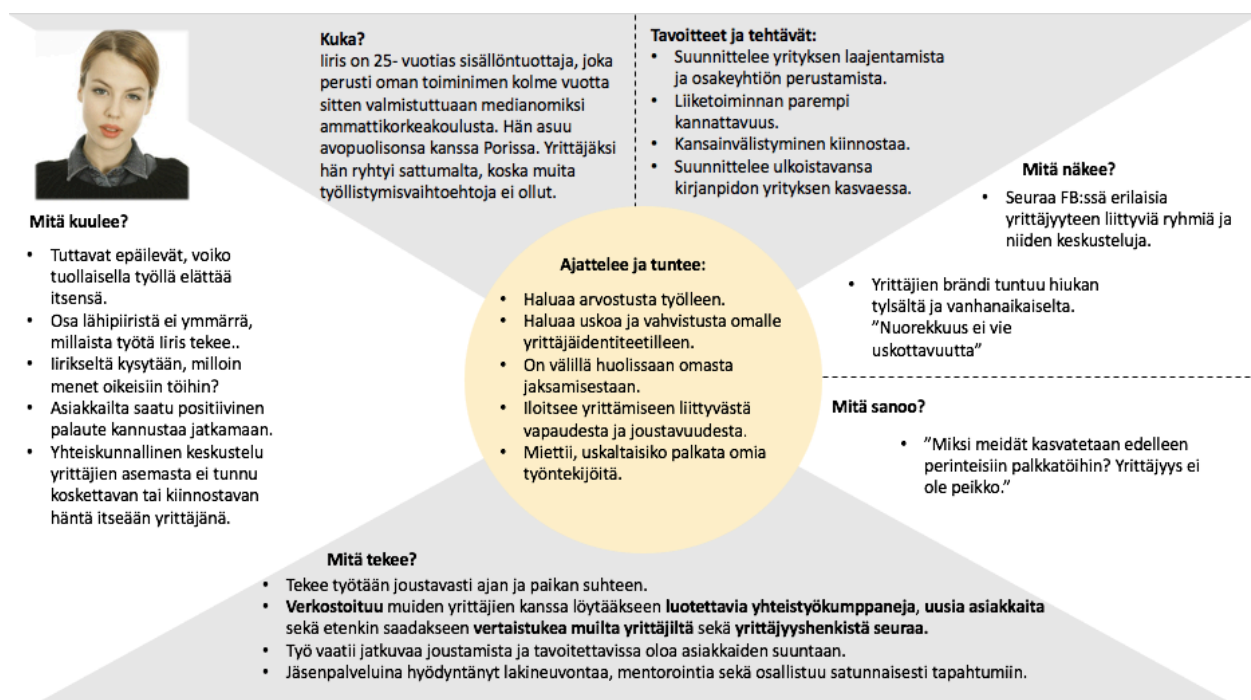 Kuka?
Iiris on 25- vuotias sisällöntuottaja, joka
perusti oman toiminimen kolme vuotta
sitten valmistuttuaan medianomiksi
ammattikorkeakoulusta. Hän asuu
avopuolisonsa kanssa Porissa. Yrittäjäksi
hän ryhtyi sattumalta, koska muita
työllistymisvaihtoehtoja ei ollut.
Tavoitteet ja tehtävät:
• Suunnittelee yrityksen laajentamista
ja osakeyhtiön perustamista.
• Liiketoiminnan parempi
kannattavuus.
• Kansainvälistyminen kiinnostaa.
• Suunnittelee ulkoistavansa
kirjanpidon yrityksen kasvaessa.
Mitä näkee?
• Seuraa FB:ssä erilaisia
yrittäjyyteen liittyviä ryhmiä ja
niiden keskusteluja.
• Yrittäjien brändi tuntuu hiukan
tylsältä ja vanhanaikaiselta.
”Nuorekkuus ei vie
uskottavuutta”
Mitä kuulee?
• Tuttavat epäilevät, voiko
tuollaisella työllä elättää
itsensä.
• Osa lähipiiristä ei ymmärrä,
millaista työtä Iiris tekee..
• Iirikseltä kysytään, milloin
menet oikeisiin töihin?
• Asiakkailta saatu positiivinen
palaute kannustaa jatkamaan.
• Yhteiskunnallinen keskustelu
yrittäjien asemasta ei tunnu
koskettavan tai kiinnostavan
häntä itseään yrittäjänä.
Ajattelee ja tuntee:
• Haluaa arvostusta työlleen.
• Haluaa uskoa ja vahvistusta omalle
yrittäjäidentiteetilleen.
• On välillä huolissaan omasta
jaksamisestaan.
• Iloitsee yrittämiseen liittyvästä
vapaudesta ja joustavuudesta.
• Miettii, uskaltaisiko palkata omia
työntekijöitä.
Mitä sanoo?
• ”Miksi meidät kasvatetaan edelleen
perinteisiin palkkatöihin? Yrittäjyys ei
ole peikko.”
Mitä tekee?
• Tekee työtään joustavasti ajan ja paikan suhteen.
• Verkostoituu muiden yrittäjien kanssa löytääkseen luotettavia yhteistyökumppaneja, uusia asiakkaita
sekä etenkin saadakseen vertaistukea muilta yrittäjiltä sekä yrittäjyyshenkistä seuraa.
• Työ vaatii jatkuvaa joustamista ja tavoitettavissa oloa asiakkaiden suuntaan.
• Jäsenpalveluina hyödyntänyt lakineuvontaa, mentorointia sekä osallistuu satunnaisesti tapahtumiin.